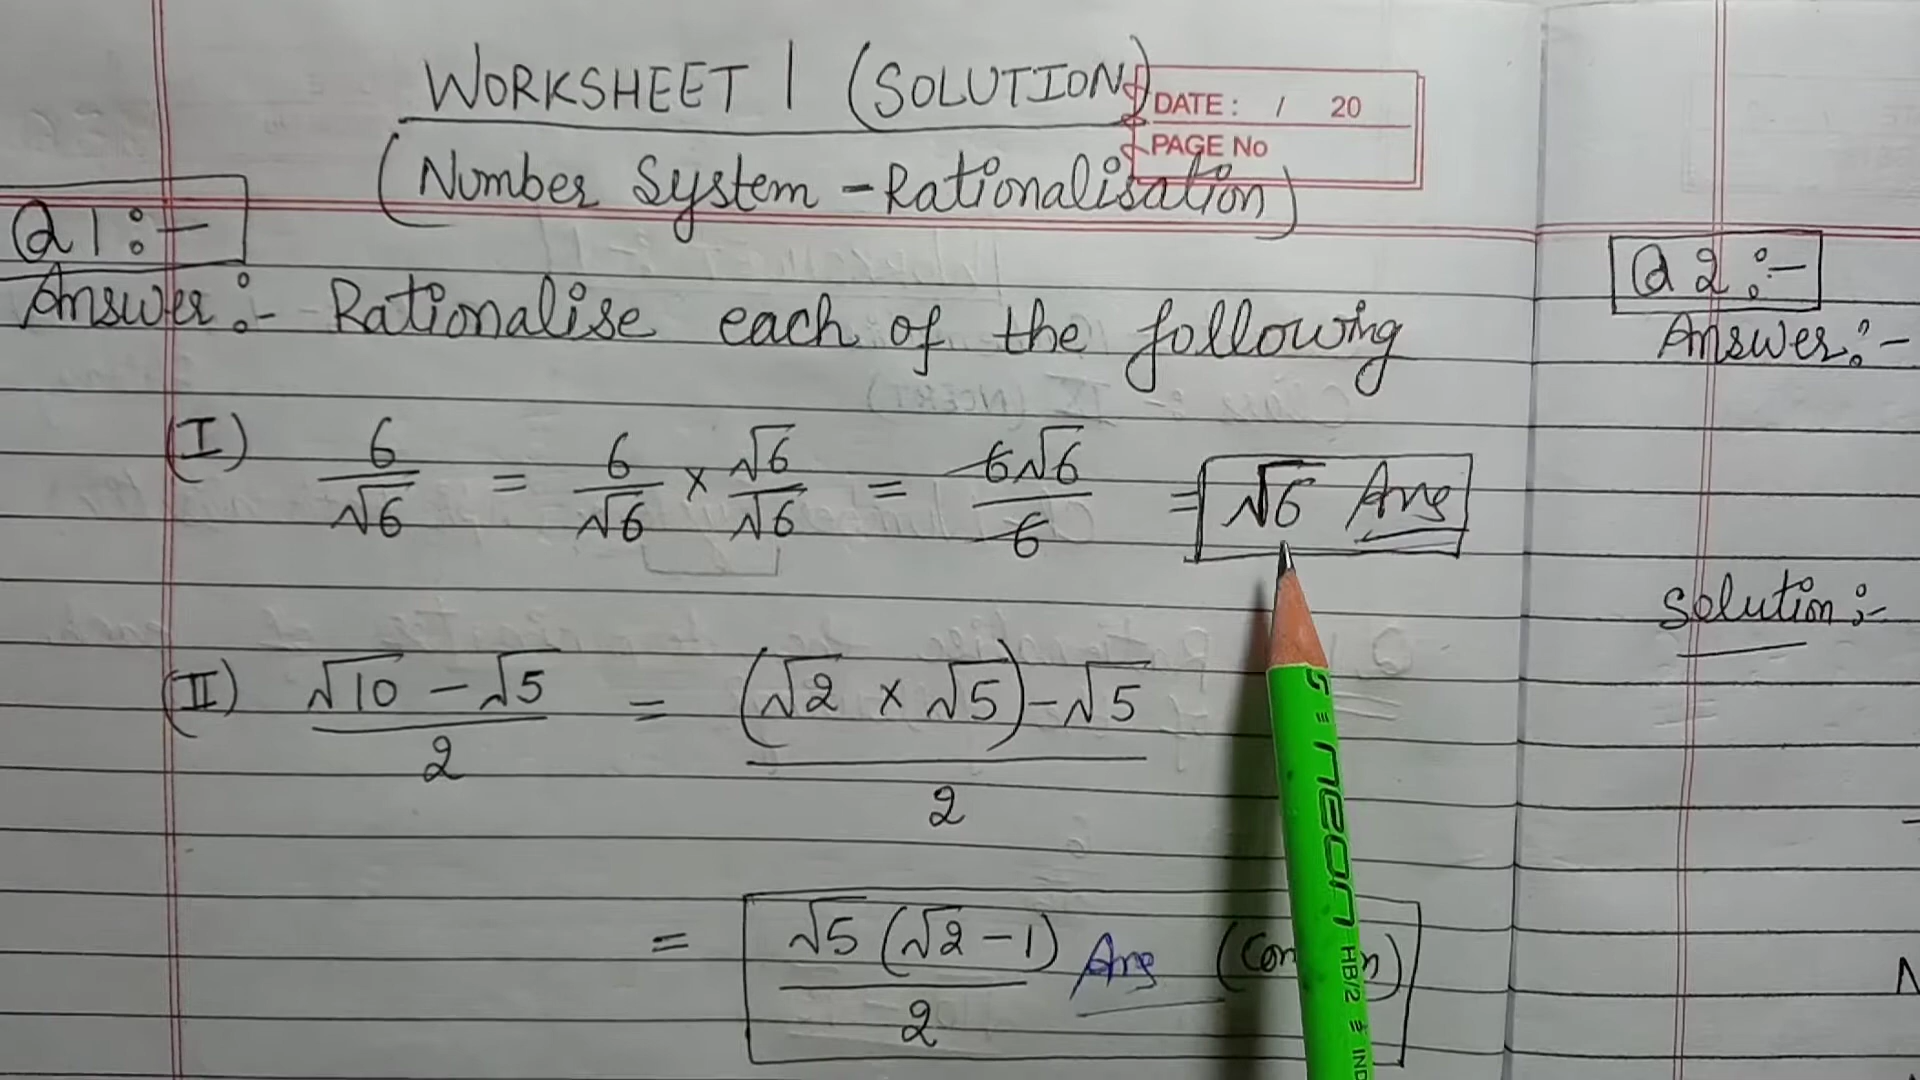 WORKSHEET 1 (SOLUTION)
DATE: / 20
PAGE No
(Number System - Rationalisation)
Q1:-
Answer:- Rationalise each of the following
(I) 6/√6 = 6/√6 × √6/√6 = 6√6/6 = √6 Ans
(II) (√10 - √5)/2 = ((√2 × √5) - √5)/2
= √5(√2 - 1)/2 Ans
Q2:-
Answer:-
Solution:-
neon HB/2